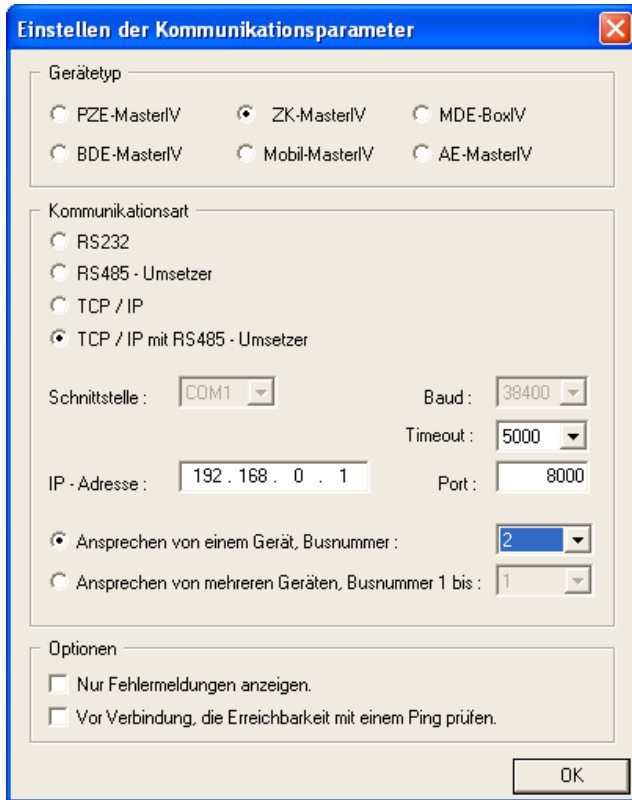 Einstellen der Kommunikationsparameter
Gerätetyp
PZE-MasterIV ZK-MasterIV MDE-BoxIV
BDE-MasterIV Mobil-MasterIV AE-MasterIV
Kommunikationsart
RS232
RS485 - Umsetzer
TCP / IP
TCP / IP mit RS485 - Umsetzer
Schnittstelle : COM1 Baud : 38400
Timeout : 5000
IP - Adresse : 192 . 168 . 0 . 1 Port : 8000
Ansprechen von einem Gerät, Busnummer : 2
Ansprechen von mehreren Geräten, Busnummer 1 bis : 1
Optionen
Nur Fehlermeldungen anzeigen.
Vor Verbindung, die Erreichbarkeit mit einem Ping prüfen.
OK